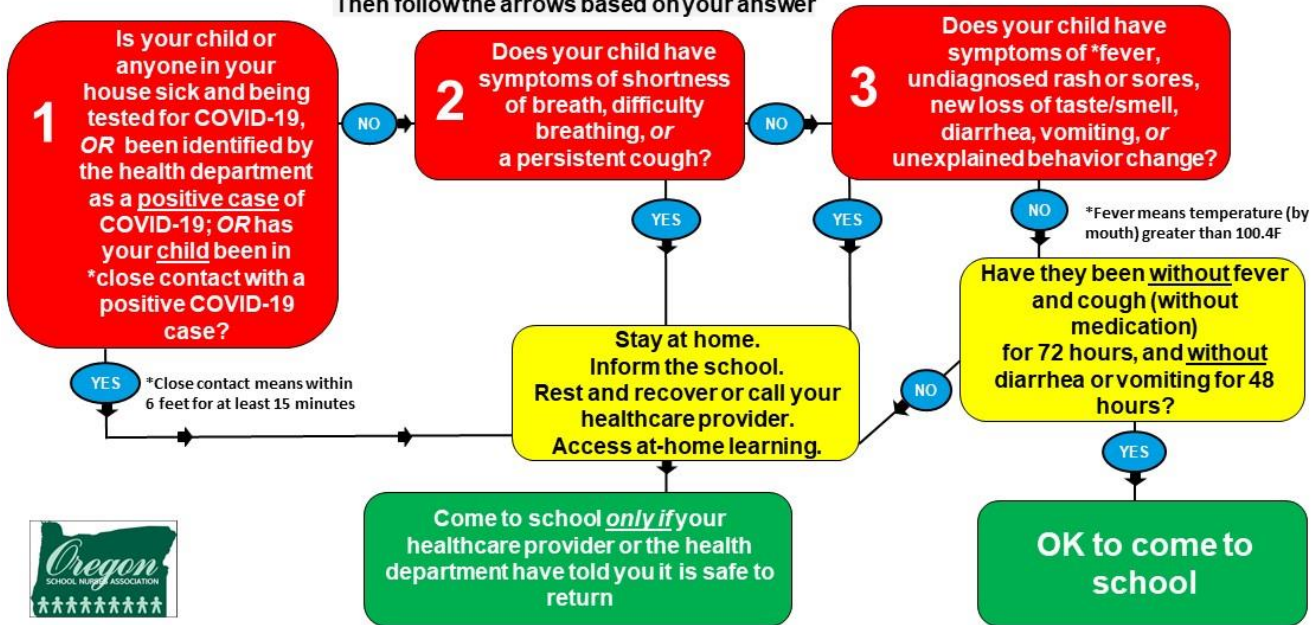 Then follow the arrows based on your answer
1
Is your child or
anyone in your
house sick and being
tested for COVID-19,
OR been identified by
the health department
as a positive case of
COVID-19; OR has
your child been in
*close contact with a
positive COVID-19
case?
NO
2
Does your child have
symptoms of shortness
of breath, difficulty
breathing, or
a persistent cough?
NO
3
Does your child have
symptoms of *fever,
undiagnosed rash or sores,
new loss of taste/smell,
diarrhea, vomiting, or
unexplained behavior change?
YES
YES
NO
*Fever means temperature (by
mouth) greater than 100.4F
Have they been without fever
and cough (without
medication)
for 72 hours, and without
diarrhea or vomiting for 48
hours?
YES
*Close contact means within
6 feet for at least 15 minutes
Stay at home.
Inform the school.
Rest and recover or call your
healthcare provider.
Access at-home learning.
NO
YES
Come to school only if your
healthcare provider or the health
department have told you it is safe to
return
OK to come to
school
Oregon
SCHOOL NURSES ASSOCIATION